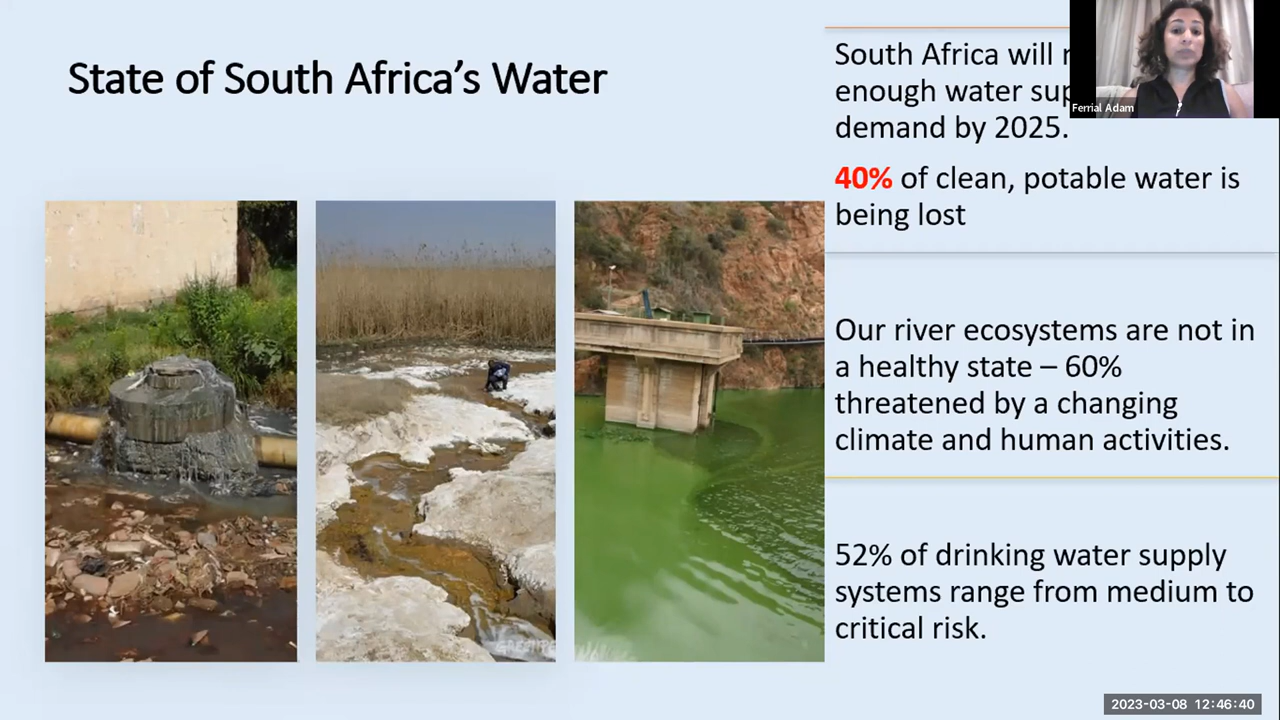 State of South Africa's Water
South Africa will
enough water
demand by 2025.
40% of clean, potable water is
being lost
Our river ecosystems are not in
a healthy state – 60%
threatened by a changing
climate and human activities.
52% of drinking water supply
systems range from medium to
critical risk.
Ferrial Adam
2023-03-08 12:46:40